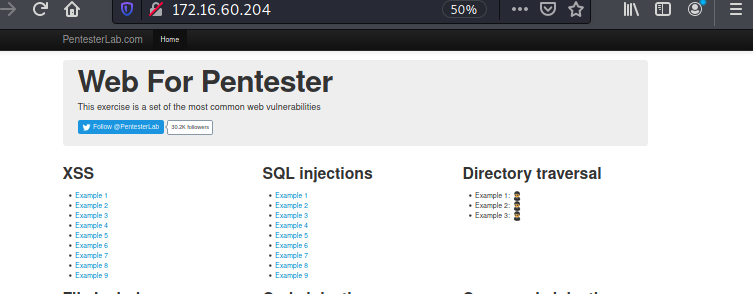 172.16.60.204
50%
PentesterLab.com Home
Web For Pentester
This exercise is a set of the most common web vulnerabilities
Follow @PentesterLab 30.2K followers
XSS
Example 1
Example 2
Example 3
Example 4
Example 5
Example 6
Example 7
Example 8
Example 9
SQL injections
Example 1
Example 2
Example 3
Example 4
Example 5
Example 6
Example 7
Example 8
Example 9
Directory traversal
Example 1:
Example 2:
Example 3: